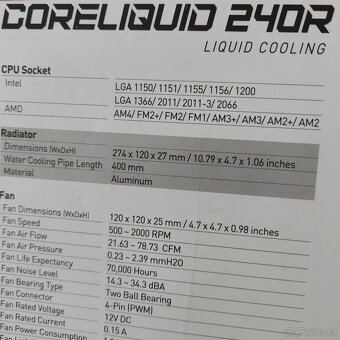 CORELIQUID 240R
LIQUID COOLING
CPU Socket
Intel LGA 1150/ 1151/ 1155/ 1156/ 1200
LGA 1366/ 2011/ 2011-3/ 2066
AMD AM4/ FM2+/ FM2/ FM1/ AM3+/ AM3/ AM2+/ AM2
Radiator
Dimensions (WxDxH) 274 x 120 x 27 mm / 10.79 x 4.7 x 1.06 inches
Water Cooling Pipe Length 400 mm
Material Aluminum
Fan
Fan Dimensions (WxDxH) 120 x 120 x 25 mm / 4.7 x 4.7 x 0.98 inches
Fan Speed 500 ~ 2000 RPM
Fan Air Flow 21.63 ~ 78.73 CFM
Fan Air Pressure 0.23 ~ 2.39 mmH2O
Fan Life Expectancy 70,000 Hours
Fan Noise Level 14.3 ~ 34.3 dBA
Fan Bearing Type Two Ball Bearing
Fan Connector 4-Pin (PWM)
Fan Rated Voltage 12V DC
Fan Rated Current 0.15 A
Fan Power Consumption